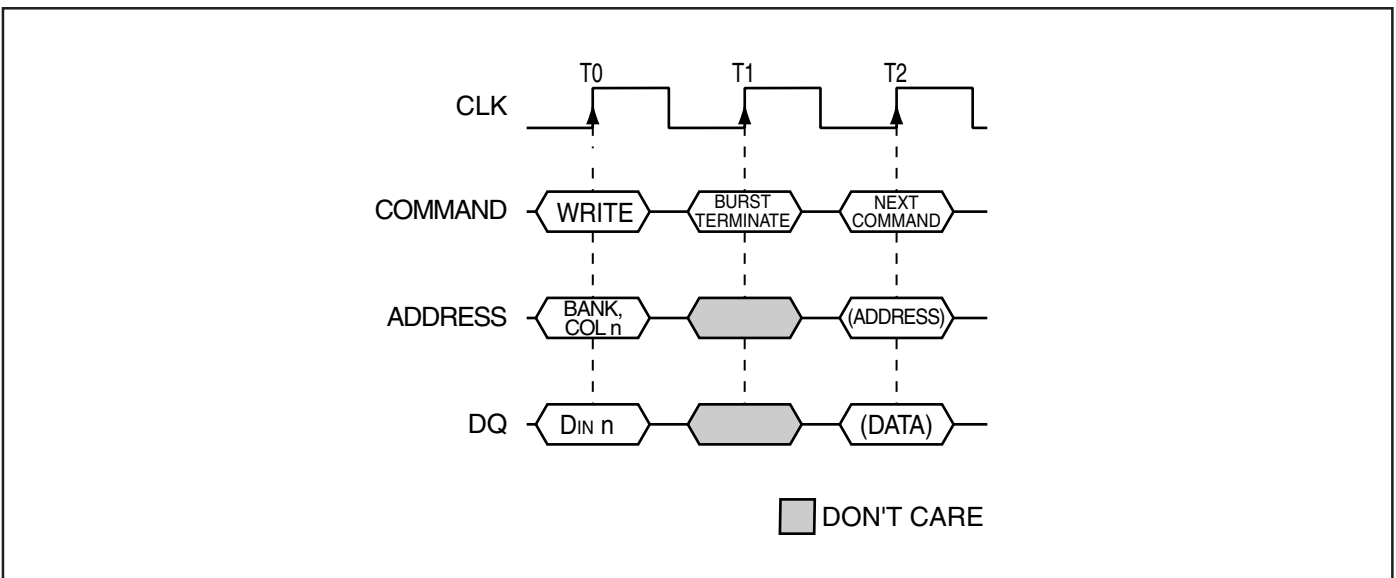 T0 T1 T2
CLK
COMMAND WRITE BURST TERMINATE NEXT COMMAND
ADDRESS BANK, COL n (ADDRESS)
DQ DIN n (DATA)
DON'T CARE